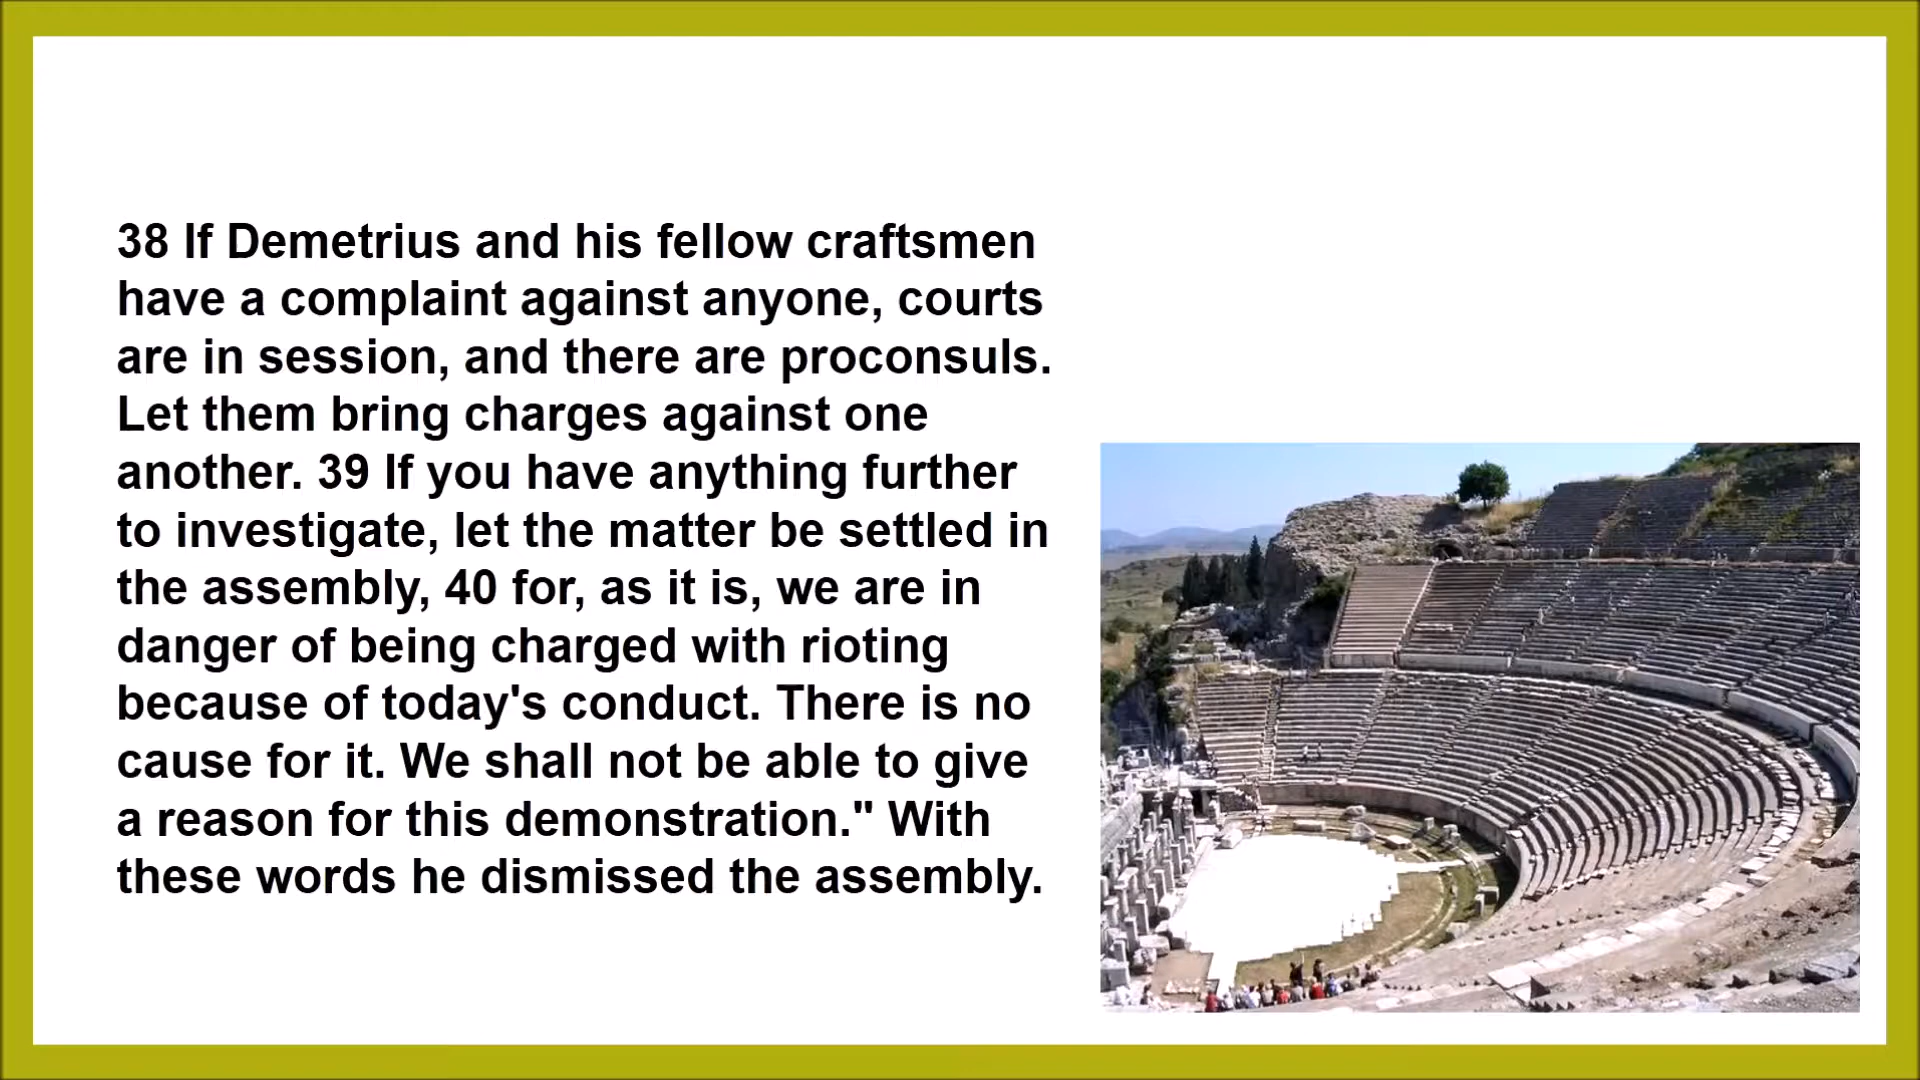 38 If Demetrius and his fellow craftsmen
have a complaint against anyone, courts
are in session, and there are proconsuls.
Let them bring charges against one
another. 39 If you have anything further
to investigate, let the matter be settled in
the assembly, 40 for, as it is, we are in
danger of being charged with rioting
because of today's conduct. There is no
cause for it. We shall not be able to give
a reason for this demonstration." With
these words he dismissed the assembly.